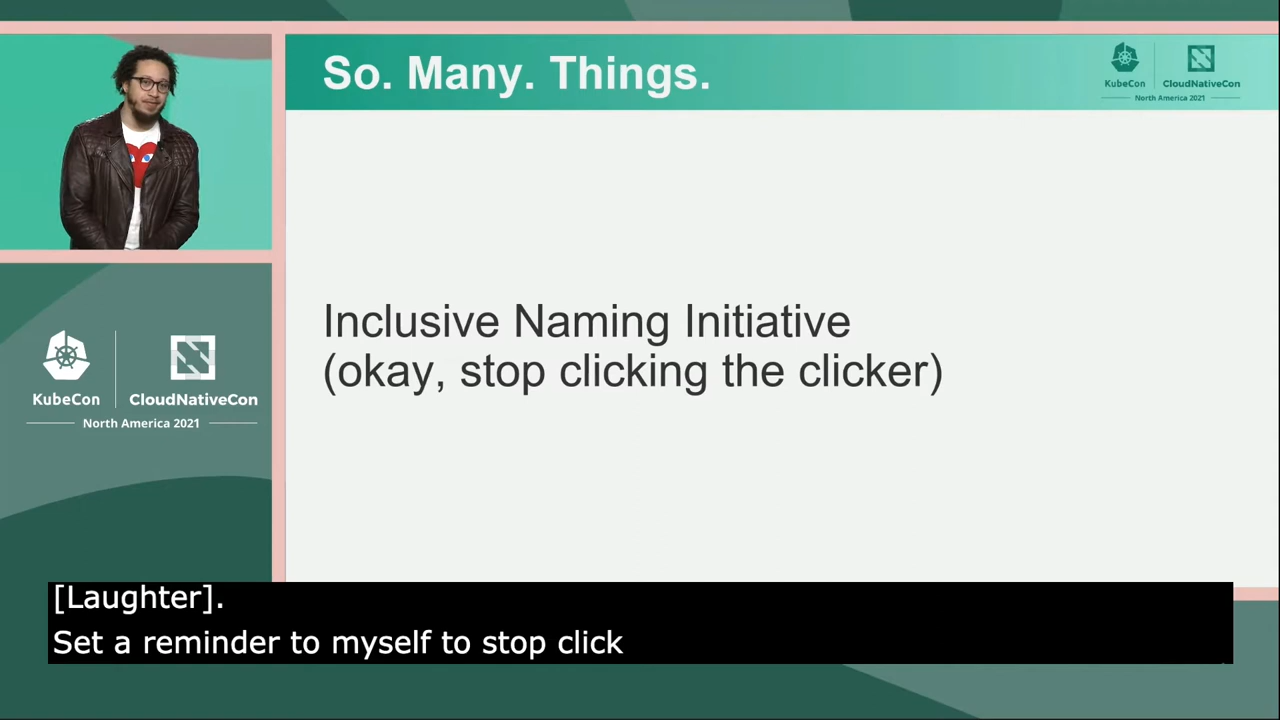 So. Many. Things.
KubeCon
CloudNativeCon
North America 2021
Inclusive Naming Initiative
(okay, stop clicking the clicker)
KubeCon
CloudNativeCon
North America 2021
[Laughter].
Set a reminder to myself to stop click